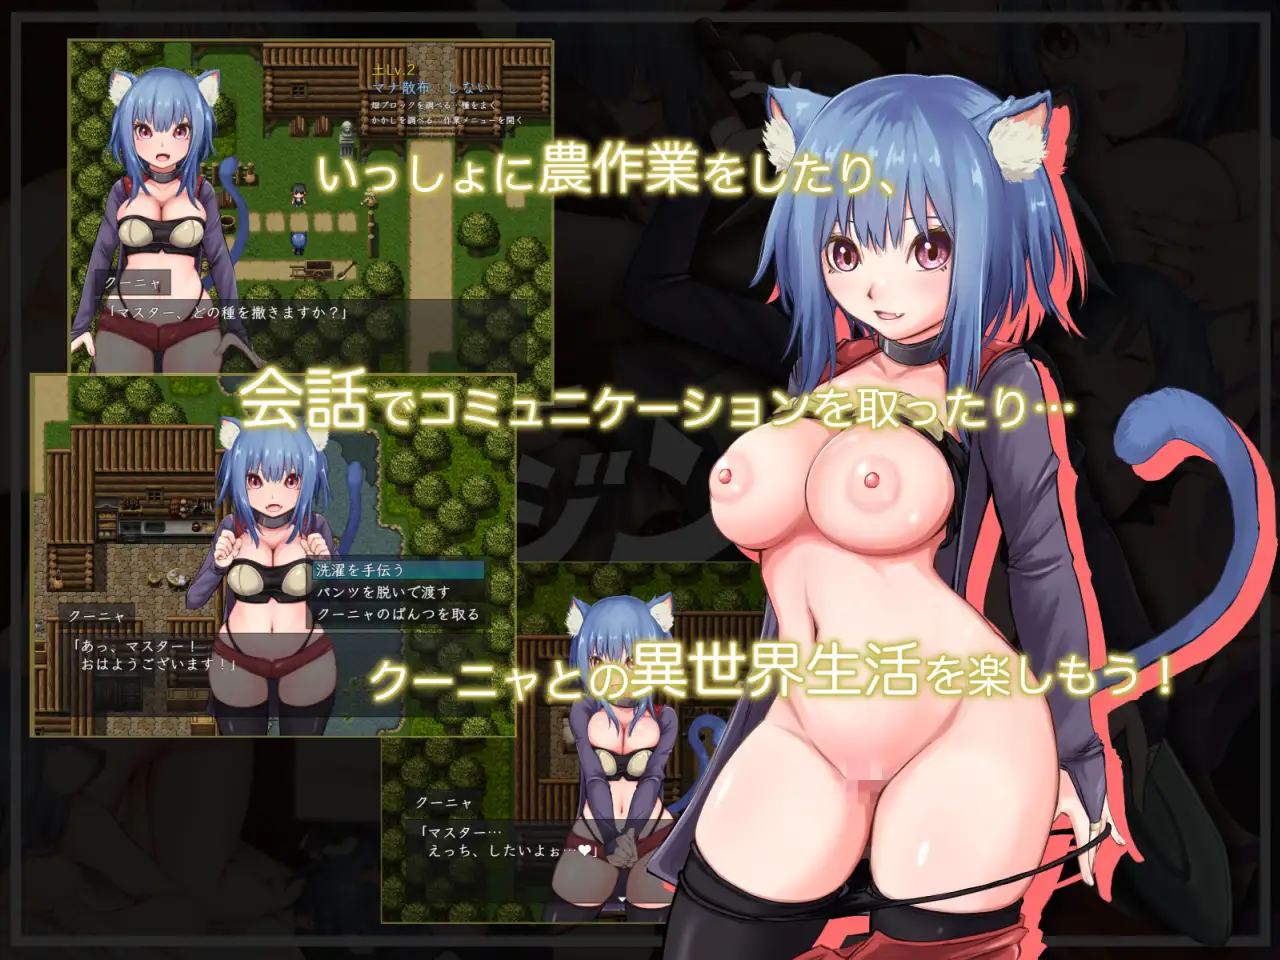 土Lv.2
マナ散布…しない
畑ブロックを調べる…種をまく
かかしを調べる…作業メニューを開く
いっしょに農作業をしたり、
クーニャ
「マスター、どの種を撒きますか？」
会話でコミュニケーションを取ったり…
洗濯を手伝う
パンツを脱いで渡す
クーニャのぱんつを取る
クーニャ
「あっ、マスター！
おはようございます！」
クーニャとの異世界生活を楽しもう！
クーニャ
「マスター…
えっち、したいよぉ…♥」